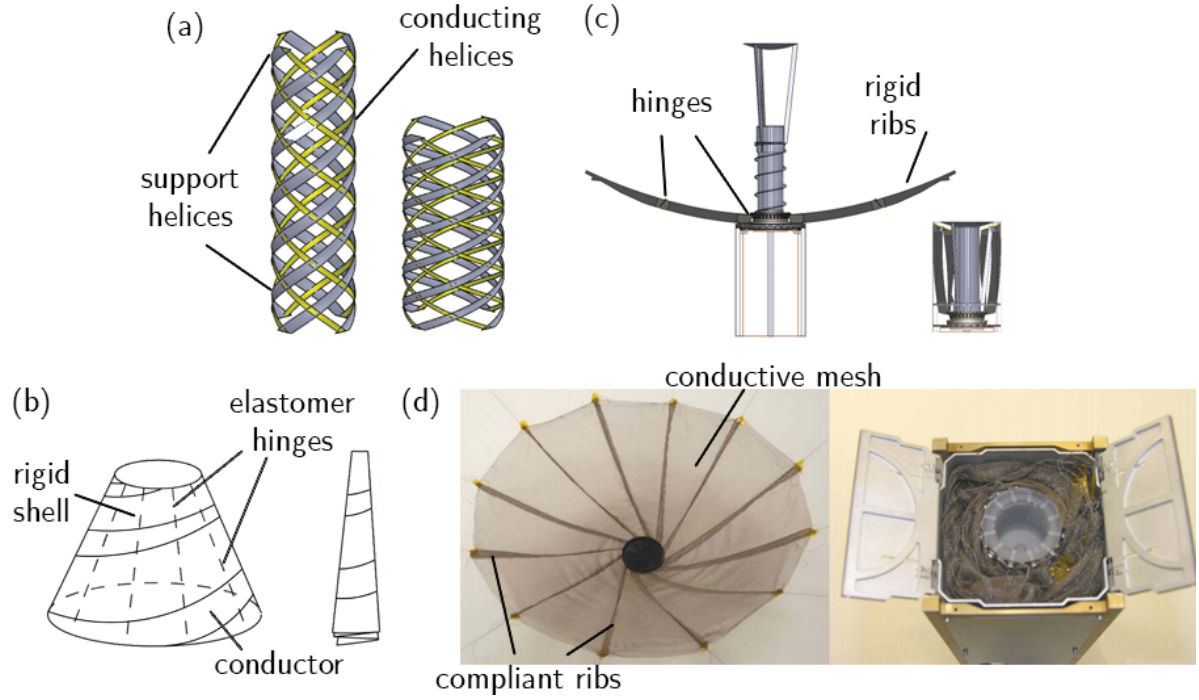 (a)
conducting
helices
support
helices
(c)
hinges
rigid
ribs
(b)
elastomer
hinges
rigid
shell
conductor
(d)
conductive mesh
compliant ribs